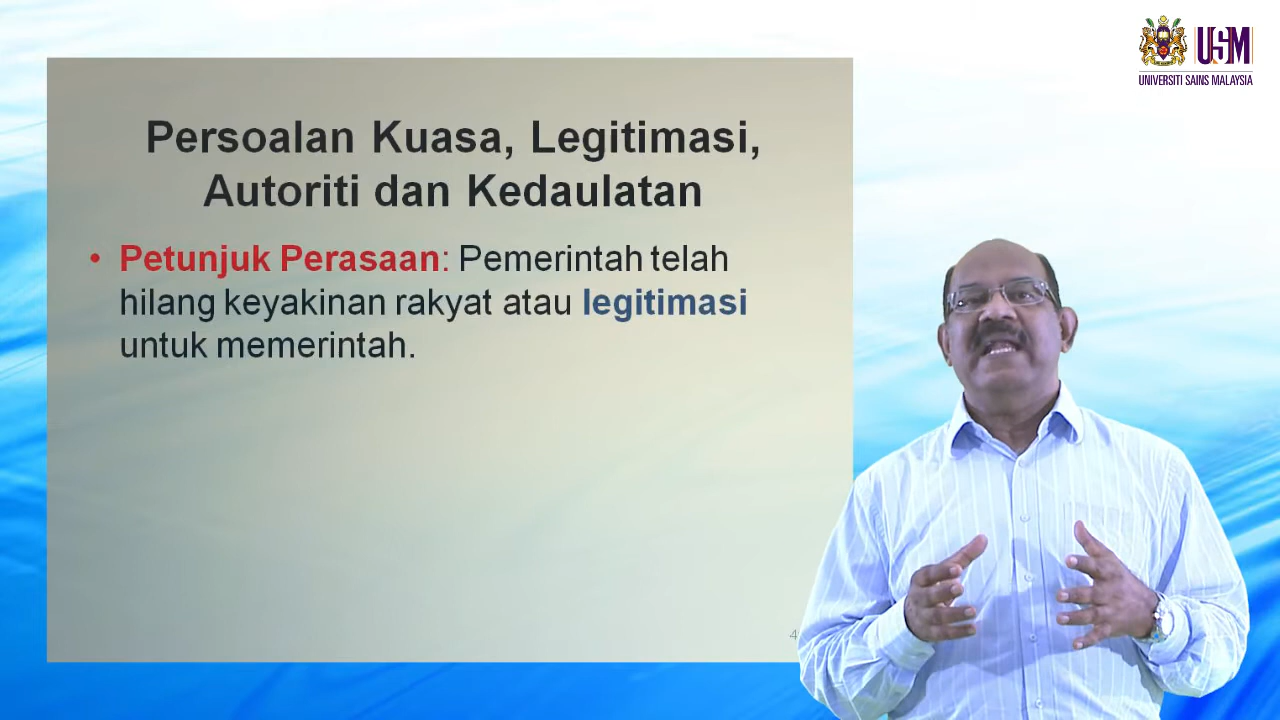 USM
UNIVERSITI SAINS MALAYSIA
Persoalan Kuasa, Legitimasi,
Autoriti dan Kedaulatan
• Petunjuk Perasaan: Pemerintah telah
hilang keyakinan rakyat atau legitimasi
untuk memerintah.
4